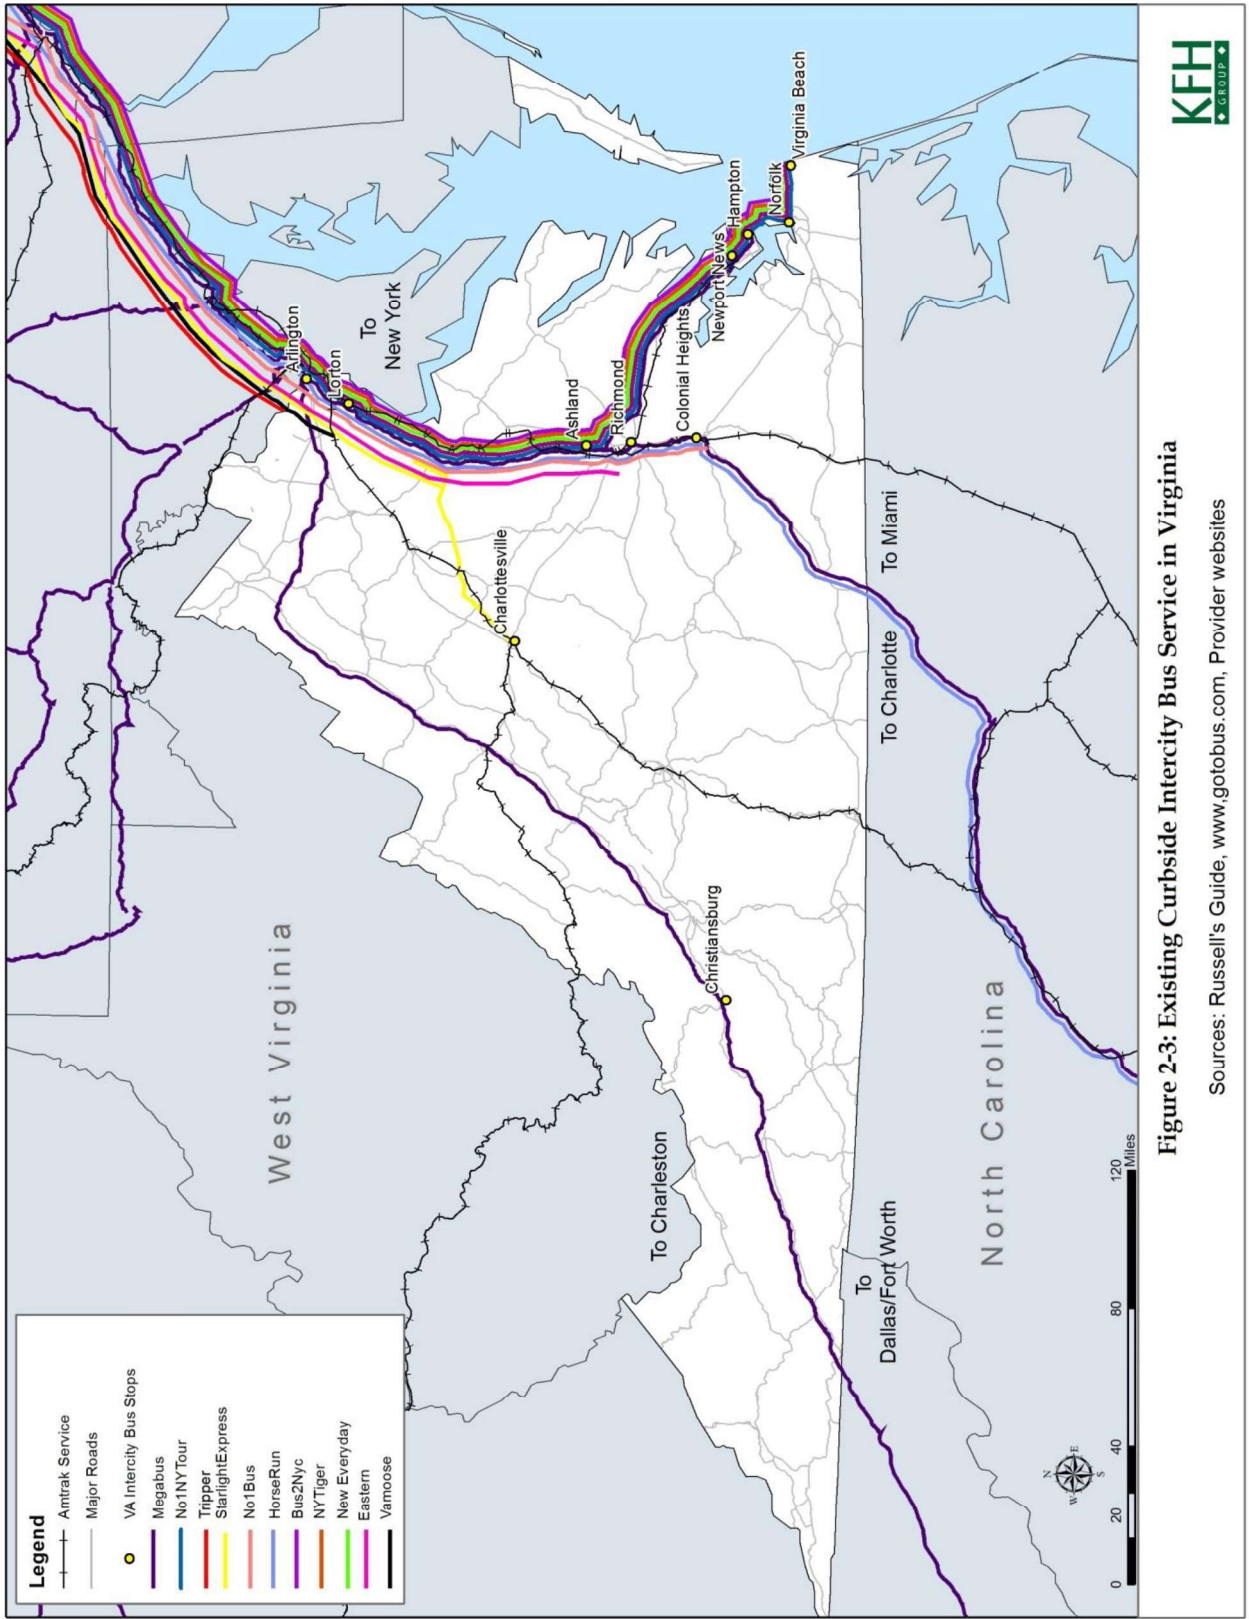 To
New York
Virginia Beach
Hampton
Norfolk
Newport News
Arlington
Lorton
Ashland
Richmond
Colonial Heights
Charlottesville
To Miami
To Charlotte
Christiansburg
West Virginia
North Carolina
To Charleston
To
Dallas/Fort Worth
Legend
Amtrak Service
Major Roads
VA Intercity Bus Stops
Megabus
No1NYTour
Tripper
StarlightExpress
No1Bus
HorseRun
Bus2Nyc
NYTiger
New Everyday
Eastern
Vamoose
N
W E
S
0 20 40 80 120
Miles
KFH
GROUP
Figure 2-3: Existing Curbside Intercity Bus Service in Virginia
Sources: Russell's Guide, www,gotobus.com, Provider websites